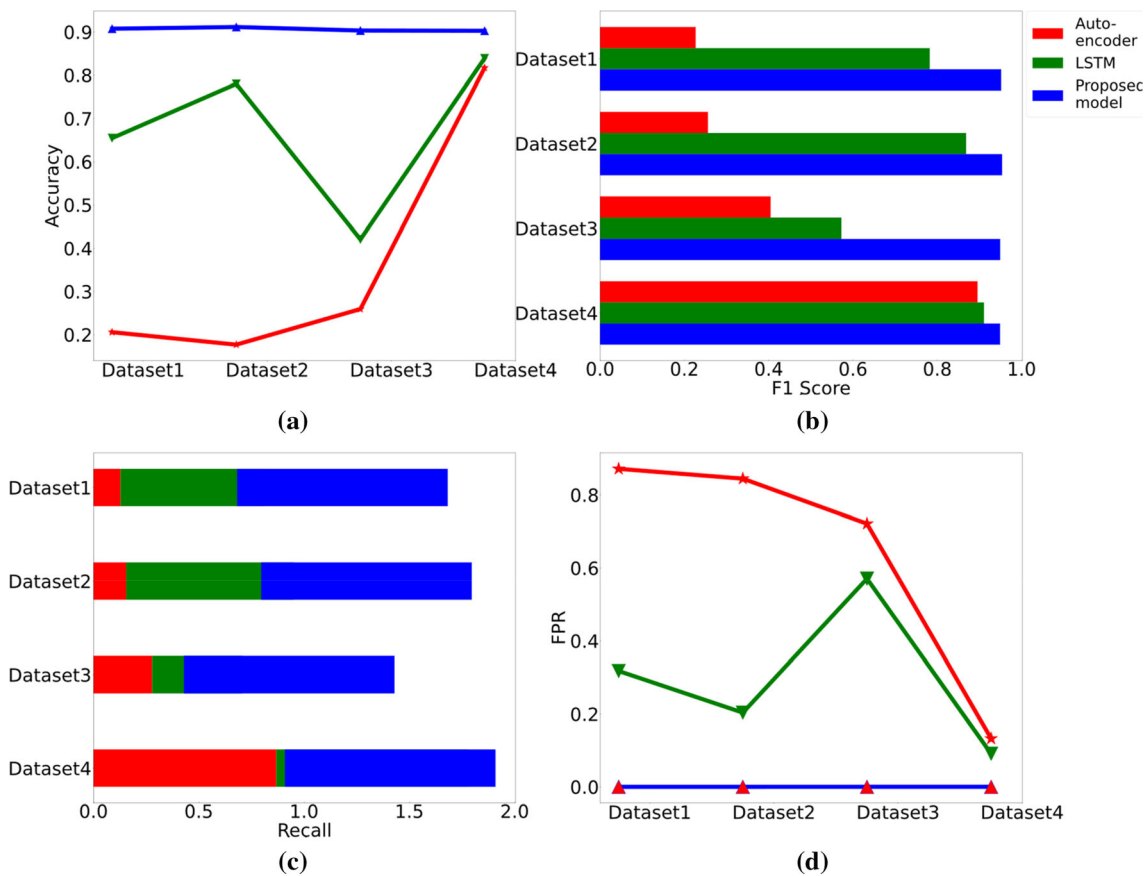 0.9
0.8
0.7
0.6
0.5
0.4
0.3
0.2
Accuracy
Dataset1 Dataset2 Dataset3 Dataset4
(a)
Dataset1
Dataset2
Dataset3
Dataset4
0.0 0.2 0.4 0.6 0.8 1.0
F1 Score
(b)
Auto-
encoder
LSTM
Proposed
model
Dataset1
Dataset2
Dataset3
Dataset4
0.0 0.5 1.0 1.5 2.0
Recall
(c)
0.8
0.6
0.4
0.2
0.0
FPR
Dataset1 Dataset2 Dataset3 Dataset4
(d)